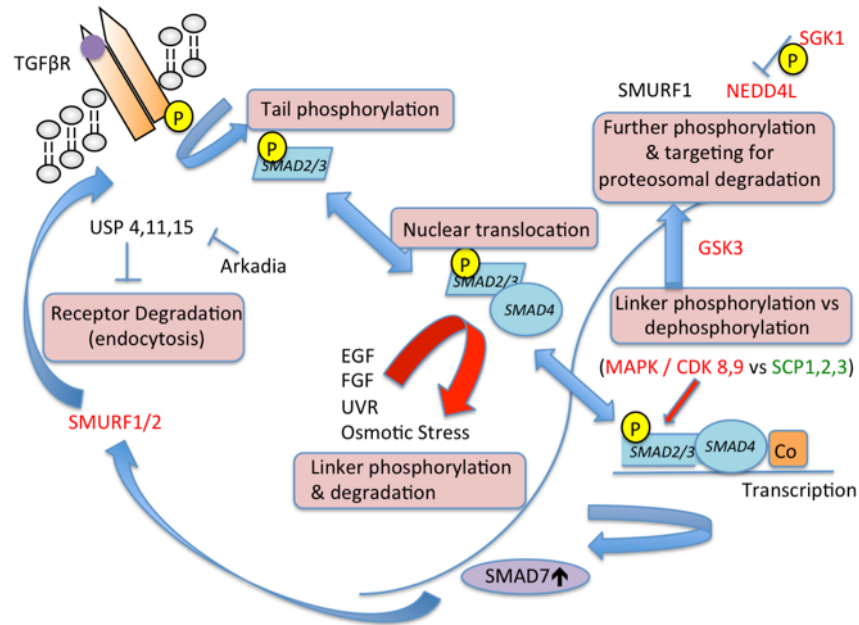 TGFβR
P
Tail phosphorylation
P
SMAD2/3
SGK1
P
SMURF1 NEDD4L
Further phosphorylation
& targeting for
proteosomal degradation
USP 4,11,15
Arkadia
Receptor Degradation
(endocytosis)
Nuclear translocation
P
SMAD2/3
SMAD4
GSK3
Linker phosphorylation vs
dephosphorylation
(MAPK / CDK 8,9 vs SCP1,2,3)
EGF
FGF
UVR
Osmotic Stress
Linker phosphorylation
& degradation
SMURF1/2
P
SMAD2/3 SMAD4 Co
Transcription
SMAD7